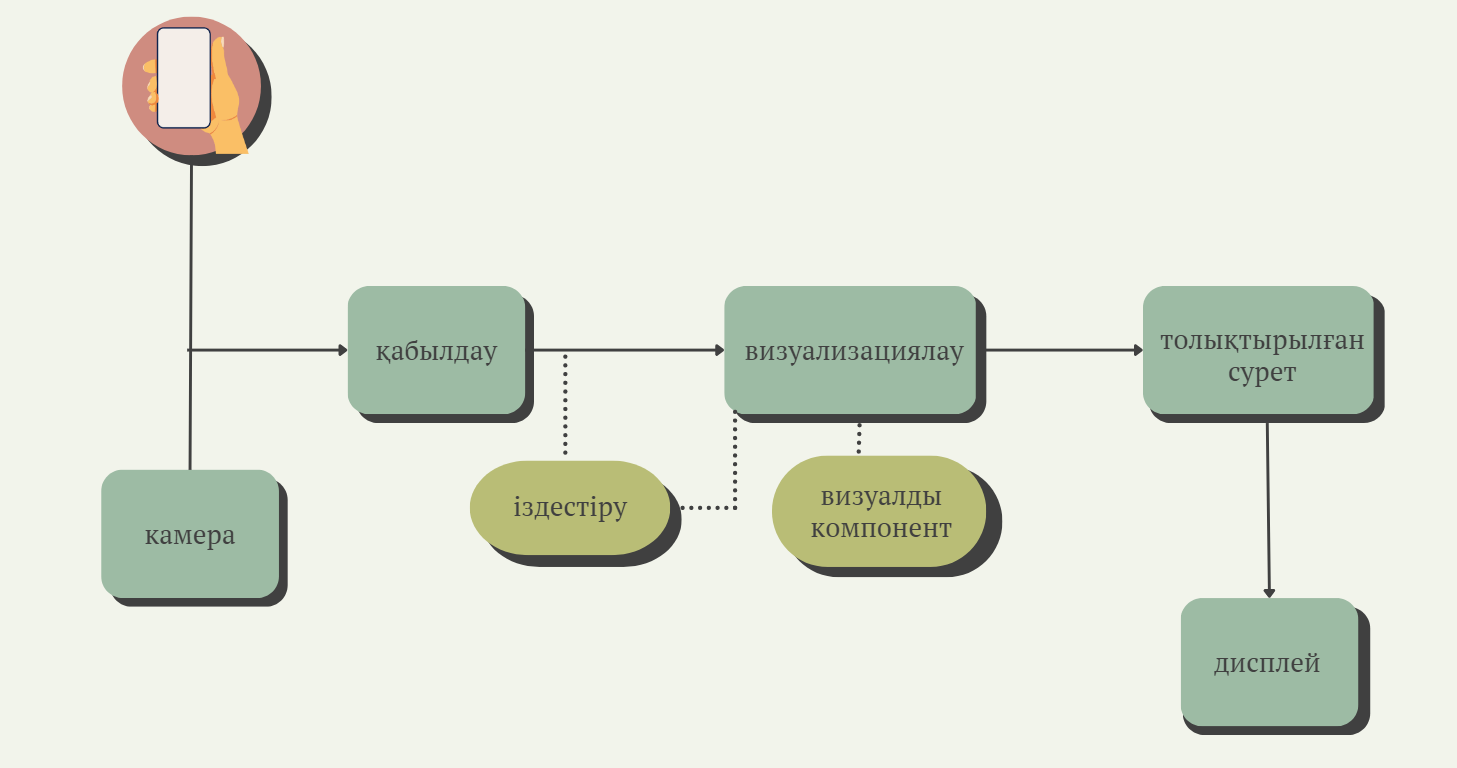 қабылдау
визуализациялау
толықтырылған
сурет
іздестіру
визуалды
компонент
камера
дисплей